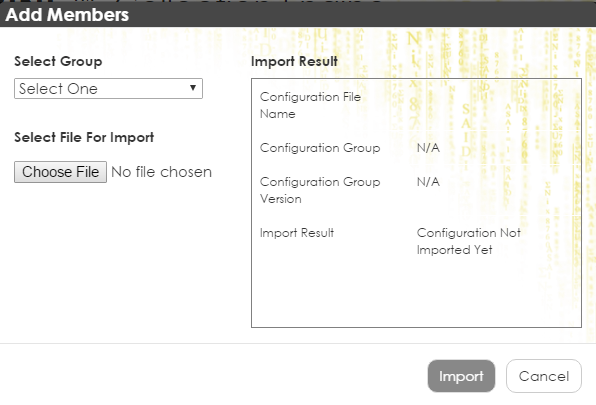 Add Members
Select Group
Select One
Select File For Import
Choose File No file chosen
Import Result
Configuration File
Name
Configuration Group N/A
Configuration Group N/A
Version
Import Result Configuration Not
Imported Yet
Import Cancel